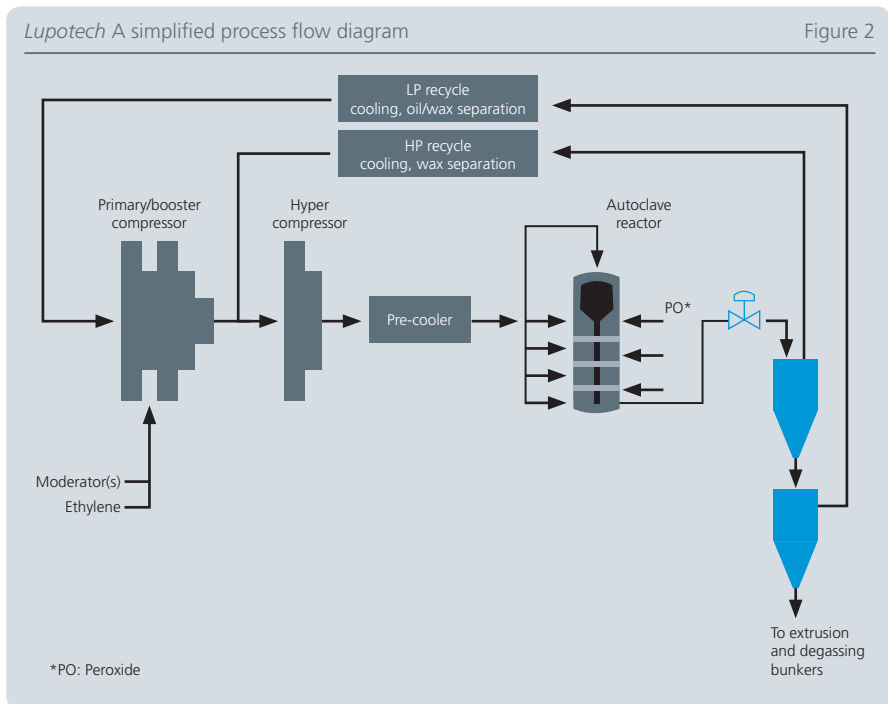 Lupotech A simplified process flow diagram
Figure 2
LP recycle
cooling, oil/wax separation
HP recycle
cooling, wax separation
Primary/booster
compressor
Hyper
compressor
Autoclave
reactor
Pre-cooler
PO*
Moderator(s)
Ethylene
To extrusion
and degassing
bunkers
*PO: Peroxide